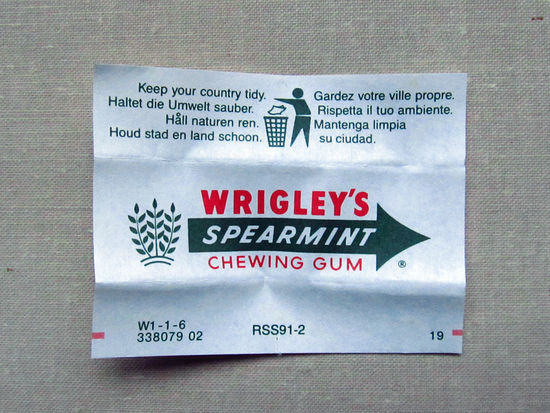 Keep your country tidy.
Haltet die Umwelt sauber.
Håll naturen ren.
Houd stad en land schoon.
Gardez votre ville propre.
Rispetta il tuo ambiente.
Mantenga limpia
su ciudad.
WRIGLEY'S
SPEARMINT
CHEWING GUM
®
W1-1-6
338079 02
RSS91-2
19